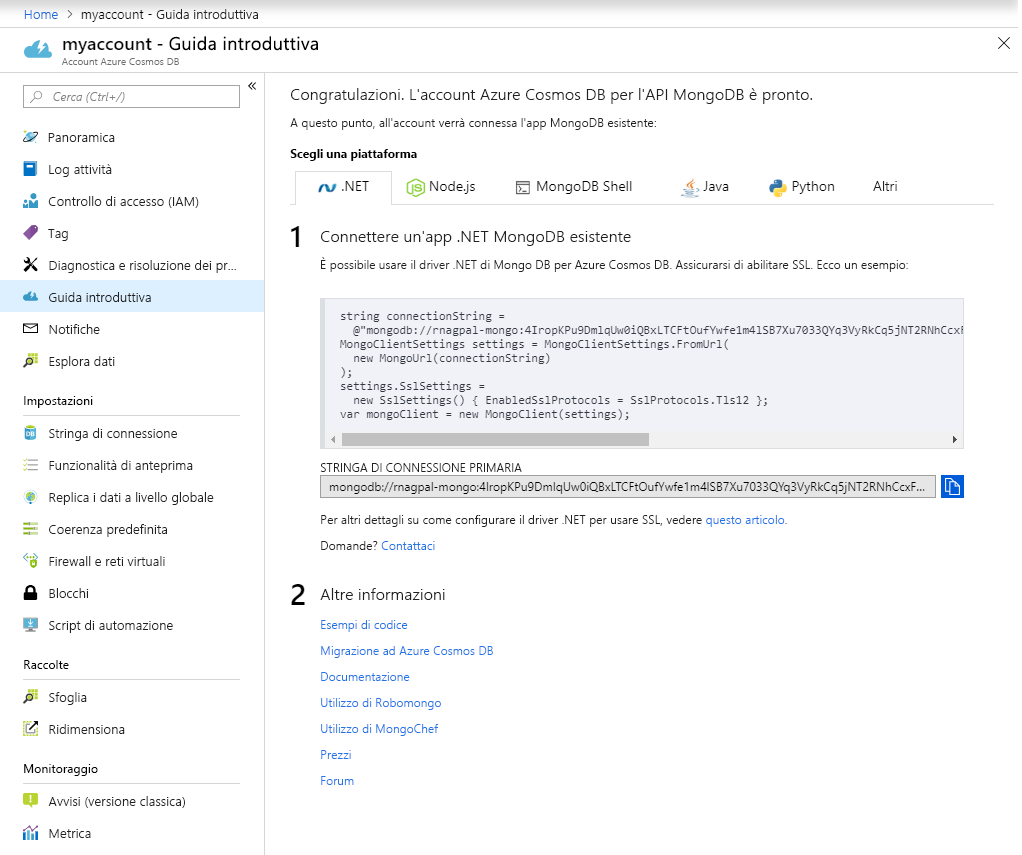 Home > myaccount - Guida introduttiva
myaccount - Guida introduttiva
Account Azure Cosmos DB
Cerca (Ctrl+/)
Panoramica
Log attività
Controllo di accesso (IAM)
Tag
Diagnostica e risoluzione dei pr...
Guida introduttiva
Notifiche
Esplora dati
Impostazioni
Stringa di connessione
Funzionalità di anteprima
Replica i dati a livello globale
Coerenza predefinita
Firewall e reti virtuali
Blocchi
Script di automazione
Raccolte
Sfoglia
Ridimensiona
Monitoraggio
Avvisi (versione classica)
Metrica
Congratulazioni. L'account Azure Cosmos DB per l'API MongoDB è pronto.
A questo punto, all'account verrà connessa l'app MongoDB esistente:
Scegli una piattaforma
.NET Node.js MongoDB Shell Java Python Altri
1 Connettere un'app .NET MongoDB esistente
È possibile usare il driver .NET di Mongo DB per Azure Cosmos DB. Assicurarsi di abilitare SSL. Ecco un esempio:
string connectionString =
@"mongodb://rnagpal-mongo:4IropKPu9DmlqUw0iQBxLTCFtOufYwfe1m4lSB7Xu7033QYq3VyRkCq5jNT2RNhCcxF
MongoClientSettings settings = MongoClientSettings.FromUrl(
new MongoUrl(connectionString)
);
settings.SslSettings =
new SslSettings() { EnabledSslProtocols = SslProtocols.Tls12 };
var mongoClient = new MongoClient(settings);
STRINGA DI CONNESSIONE PRIMARIA
mongodb://rnagpal-mongo:4IropKPu9DmlqUw0iQBxLTCFtOufYwfe1m4lSB7Xu7033QYq3VyRkCq5jNT2RNhCcxF...
Per altri dettagli su come configurare il driver .NET per usare SSL, vedere questo articolo.
Domande? Contattaci
2 Altre informazioni
Esempi di codice
Migrazione ad Azure Cosmos DB
Documentazione
Utilizzo di Robomongo
Utilizzo di MongoChef
Prezzi
Forum